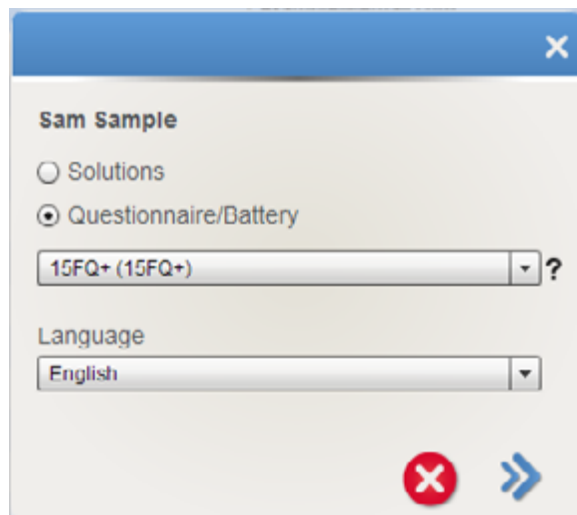 Sam Sample
Solutions
Questionnaire/Battery
15FQ+ (15FQ+)
?
Language
English